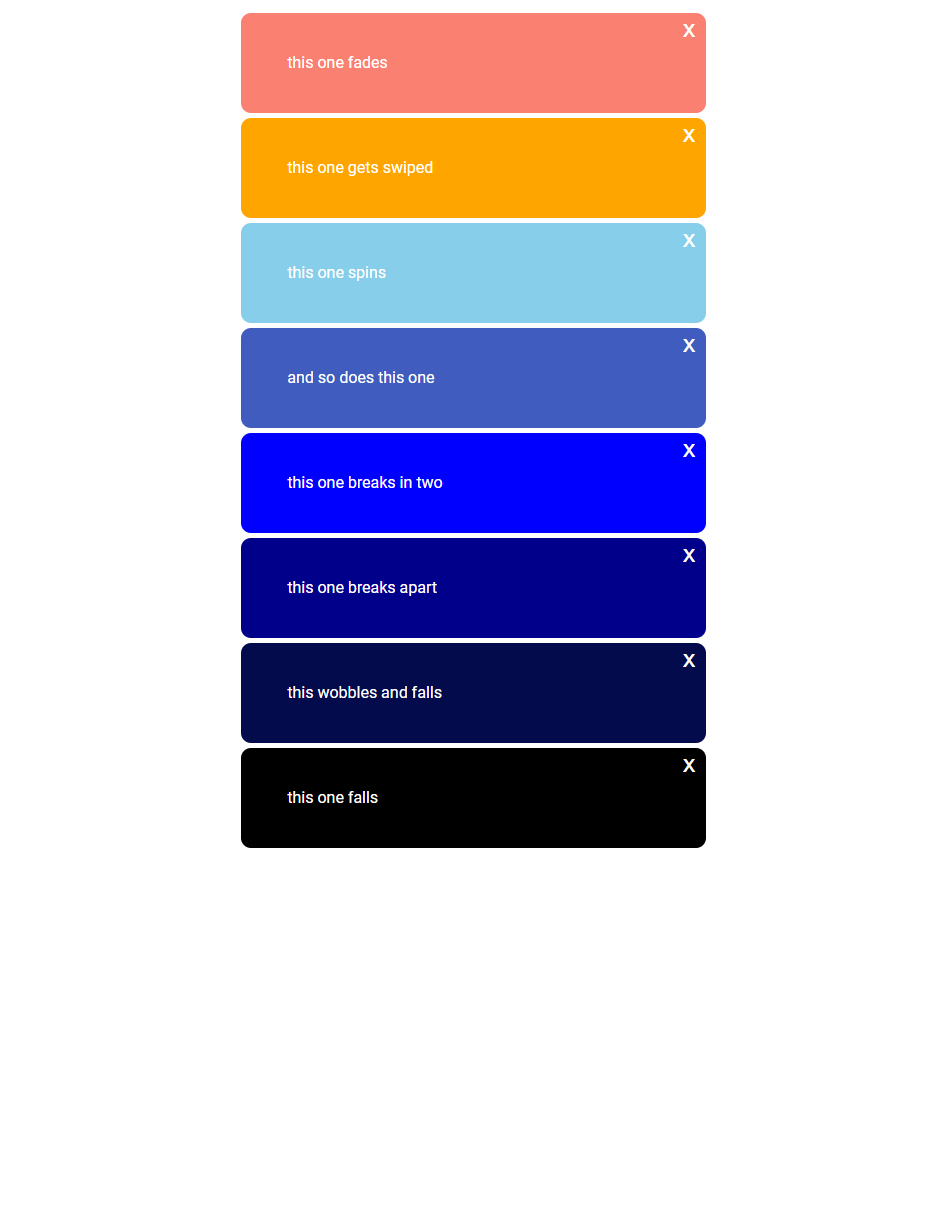 X
this one fades
X
this one gets swiped
X
this one spins
X
and so does this one
X
this one breaks in two
X
this one breaks apart
X
this wobbles and falls
X
this one falls